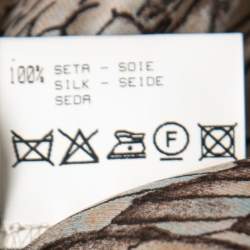 100% SETA - SOIE
SILK - SEIDE
SEDA
F